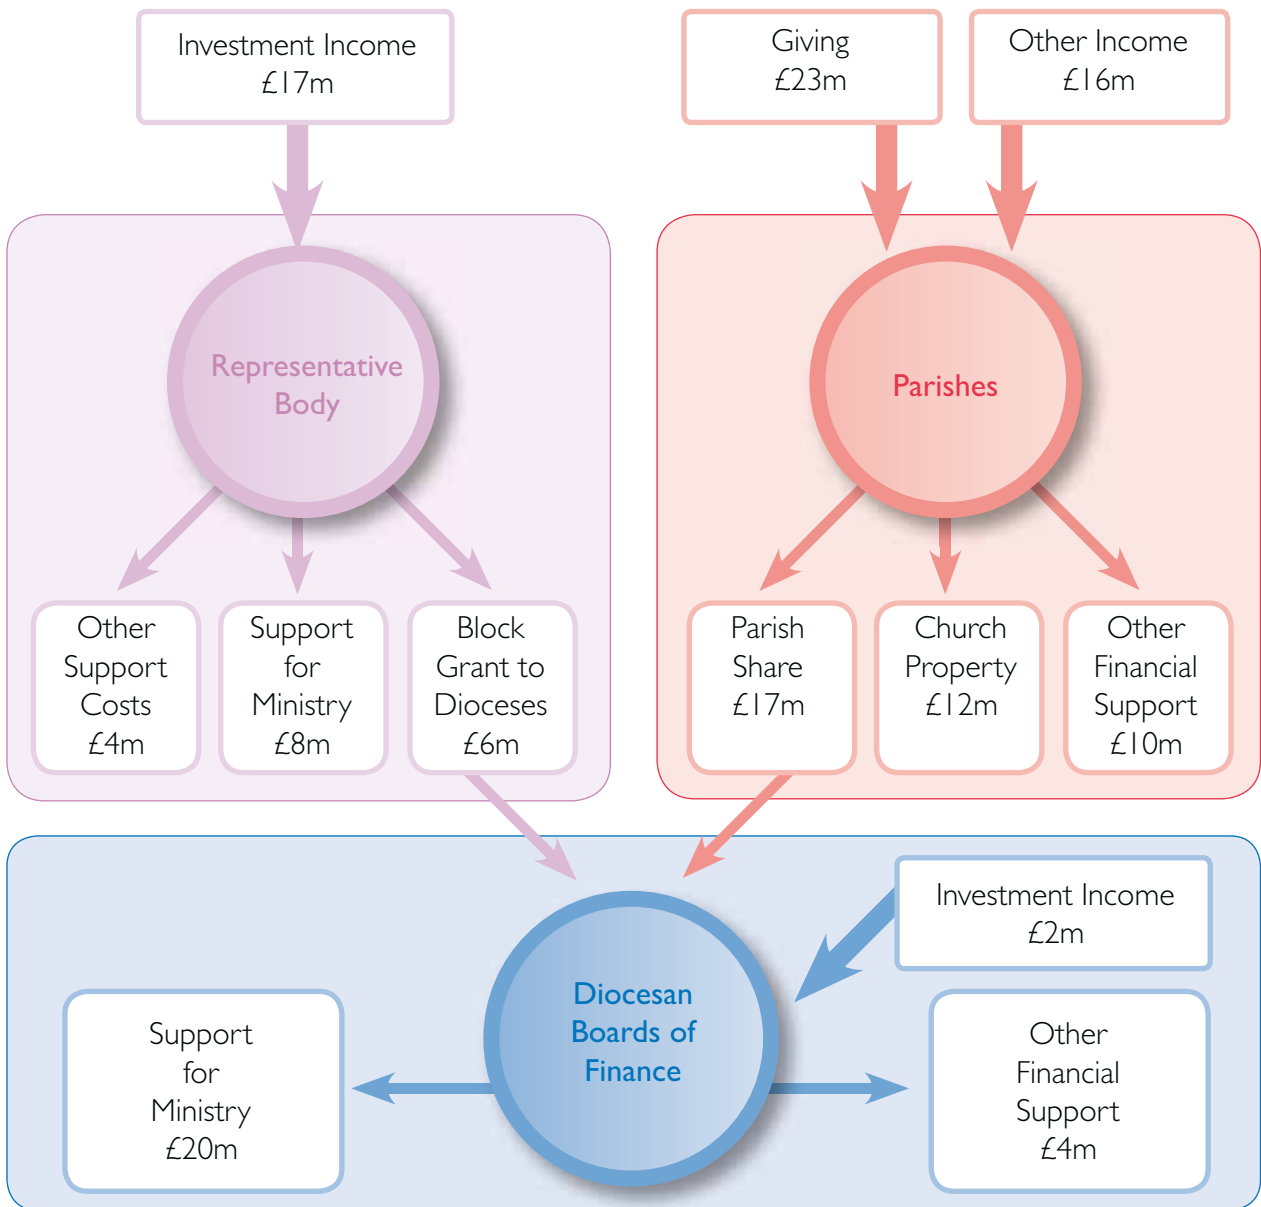 Investment Income
£17m
Giving
£23m
Other Income
£16m
Representative
Body
Parishes
Other
Support
Costs
£4m
Support
for
Ministry
£8m
Block
Grant to
Dioceses
£6m
Parish
Share
£17m
Church
Property
£12m
Other
Financial
Support
£10m
Investment Income
£2m
Diocesan
Boards of
Finance
Support
for
Ministry
£20m
Other
Financial
Support
£4m